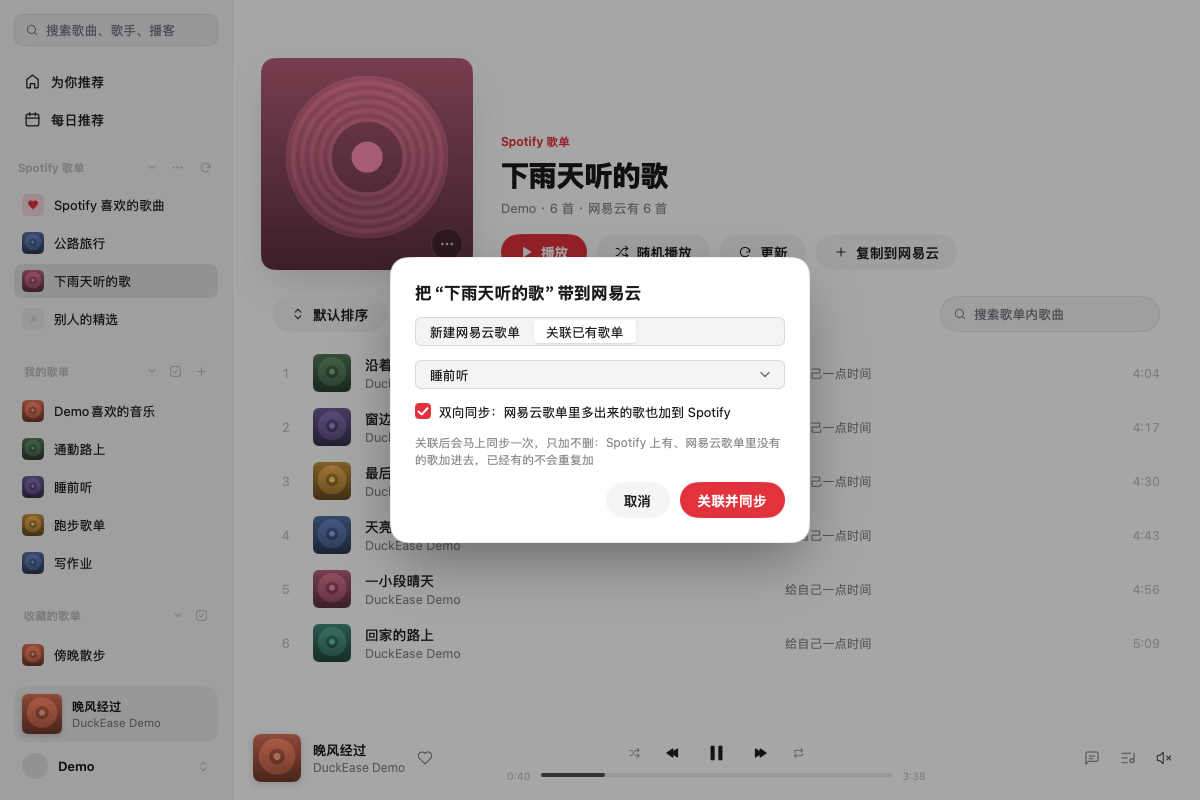 搜索歌曲、歌手、播客
为你推荐
每日推荐
Spotify 歌单
Spotify 喜欢的歌曲
公路旅行
下雨天听的歌
别人的精选
我的歌单
Demo喜欢的音乐
通勤路上
睡前听
跑步歌单
写作业
收藏的歌单
傍晚散步
晚风经过
DuckEase Demo
Demo
Spotify 歌单
下雨天听的歌
Demo · 6 首 · 网易云有 6 首
播放
随机播放
更新
复制到网易云
默认排序
搜索歌单内歌曲
把 “下雨天听的歌” 带到网易云
新建网易云歌单
关联已有歌单
睡前听
双向同步：网易云歌单里多出来的歌也加到 Spotify
关联后会马上同步一次，只加不删：Spotify 上有、网易云歌单里没有
的歌加进去，已经有的不会重复加
取消
关联并同步
1 沿着 己一点时间 4:04
2 窗边 己一点时间 4:17
3 最后 己一点时间 4:30
4 天亮 己一点时间 4:43
DuckEase Demo
5 一小段晴天 给自己一点时间 4:56
DuckEase Demo
6 回家的路上 给自己一点时间 5:09
DuckEase Demo
晚风经过
DuckEase Demo
0:40
3:38